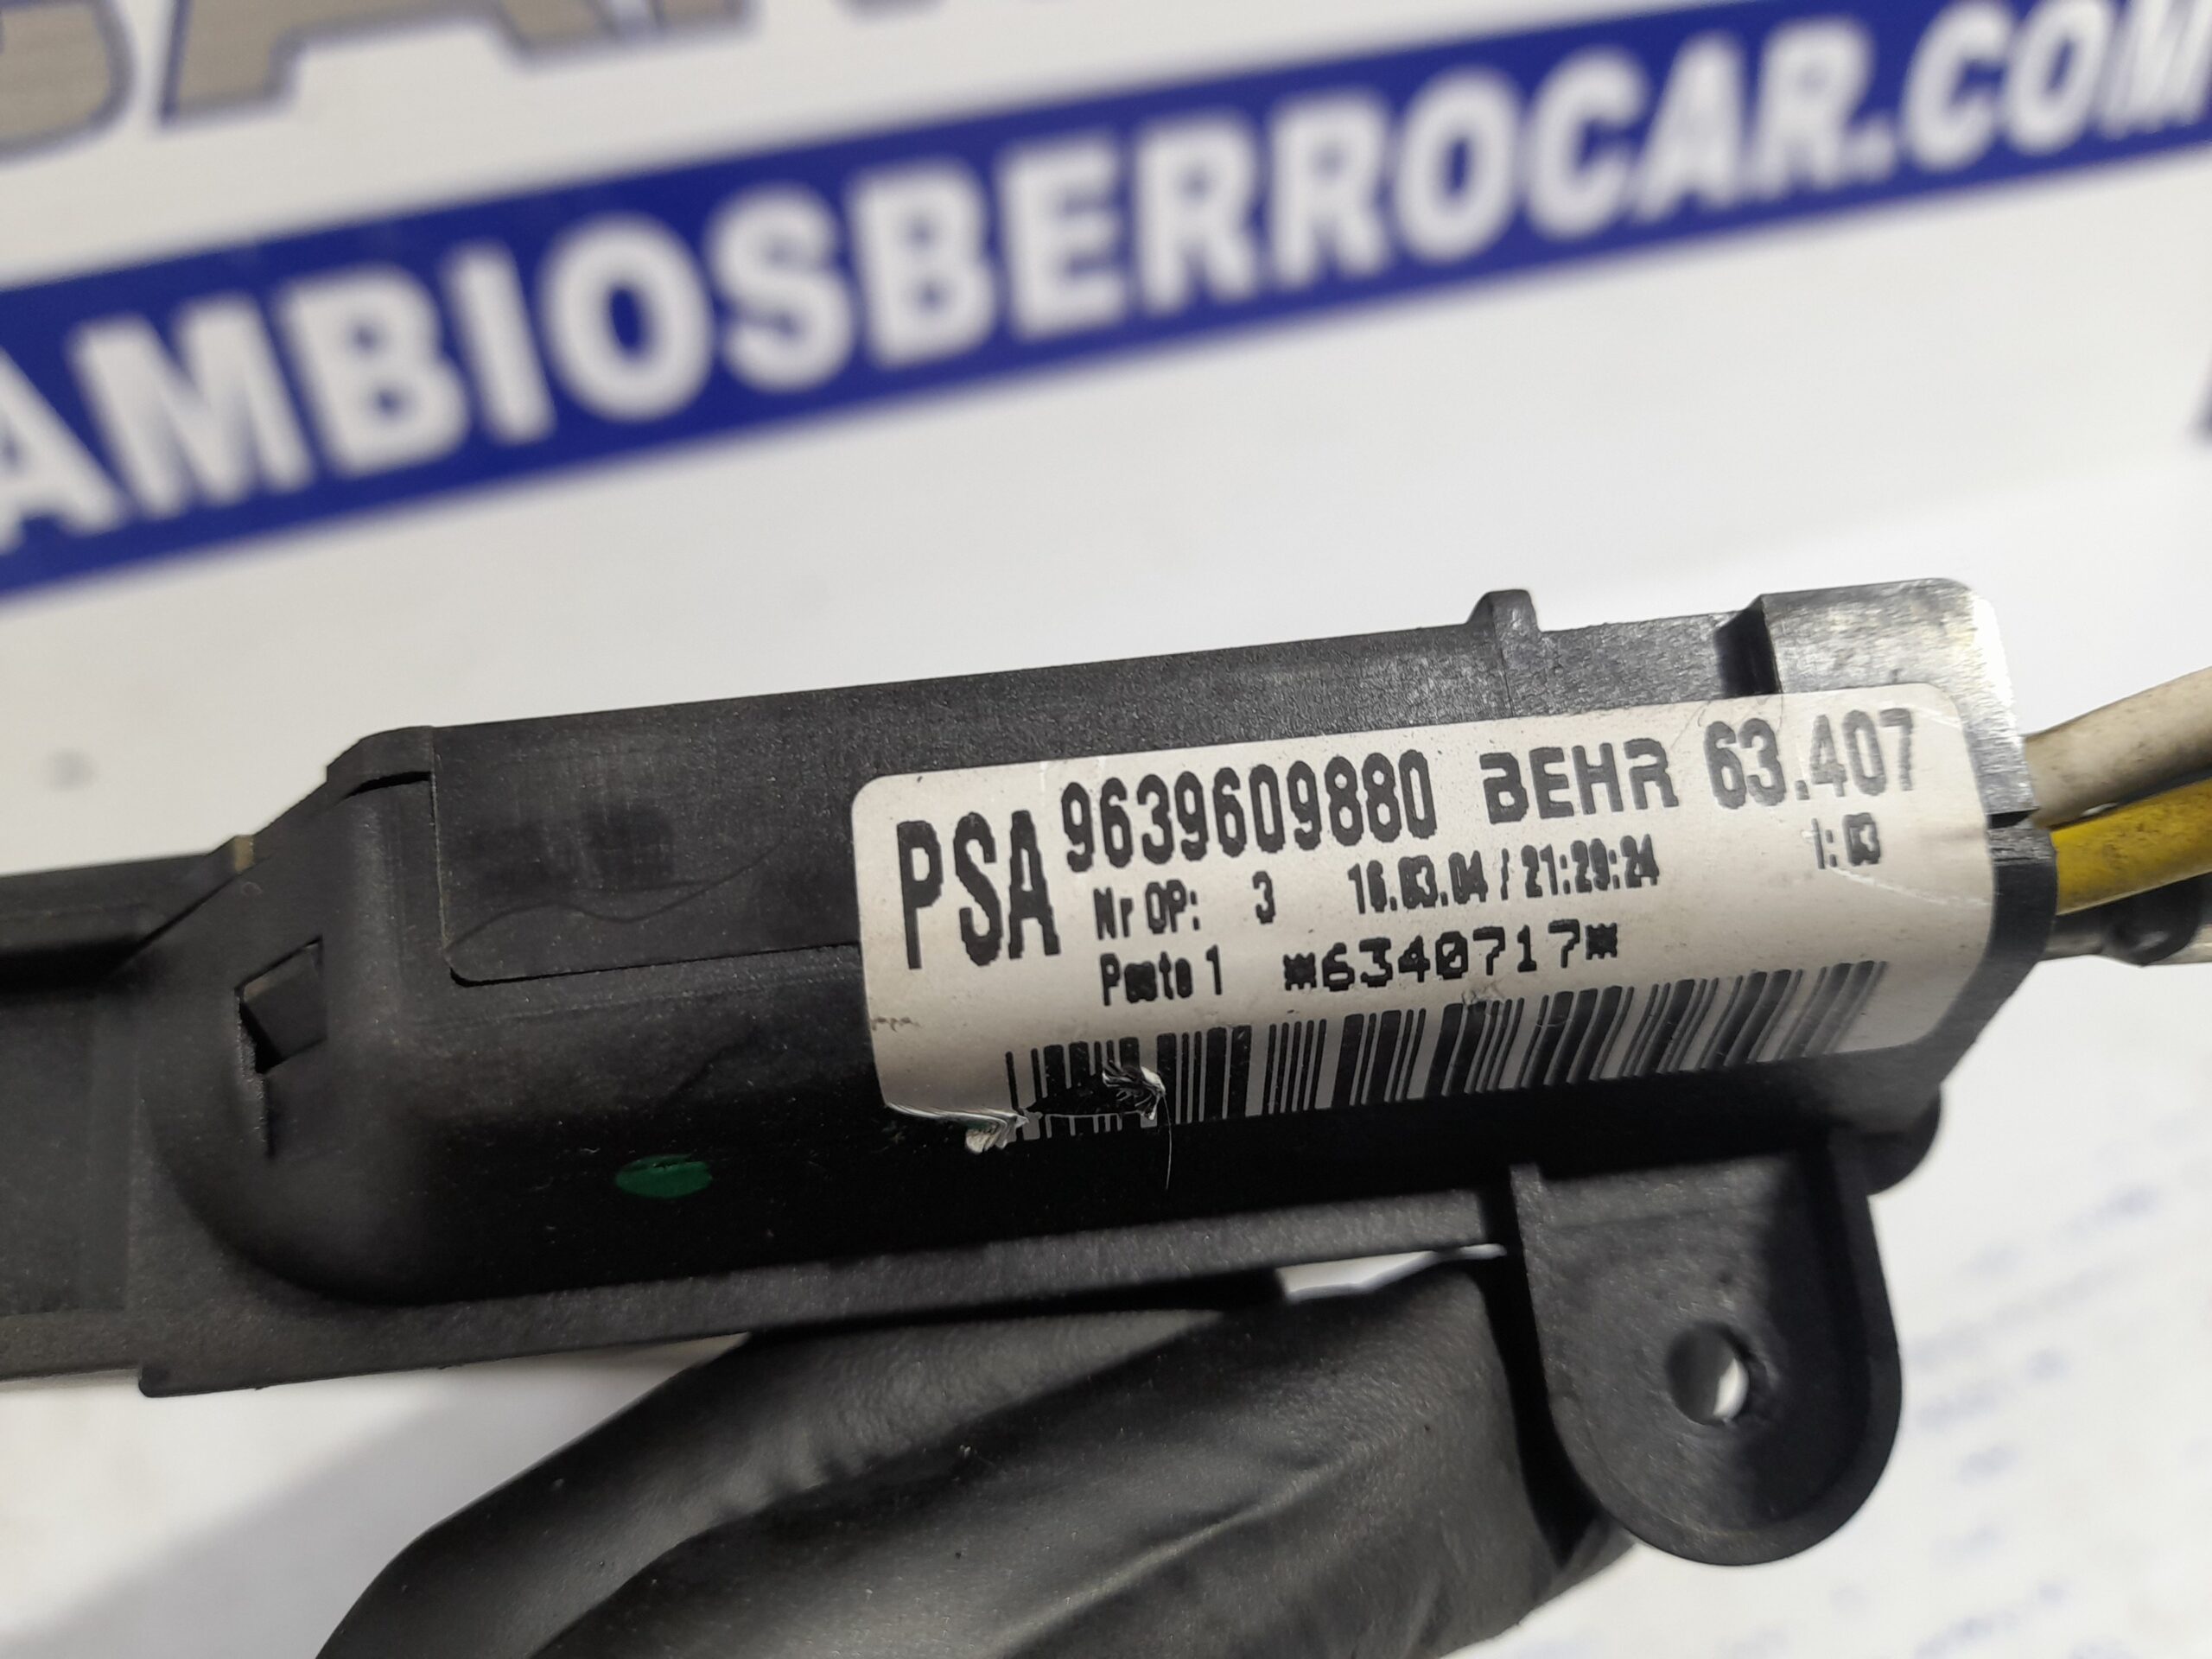 AMBIOSBERROCAR.COM
PSA 9639609880 BEHR 63.407
Nr OP: 3 16.03.04 / 21:29:24 I: 03
Poste 1 *6340717*